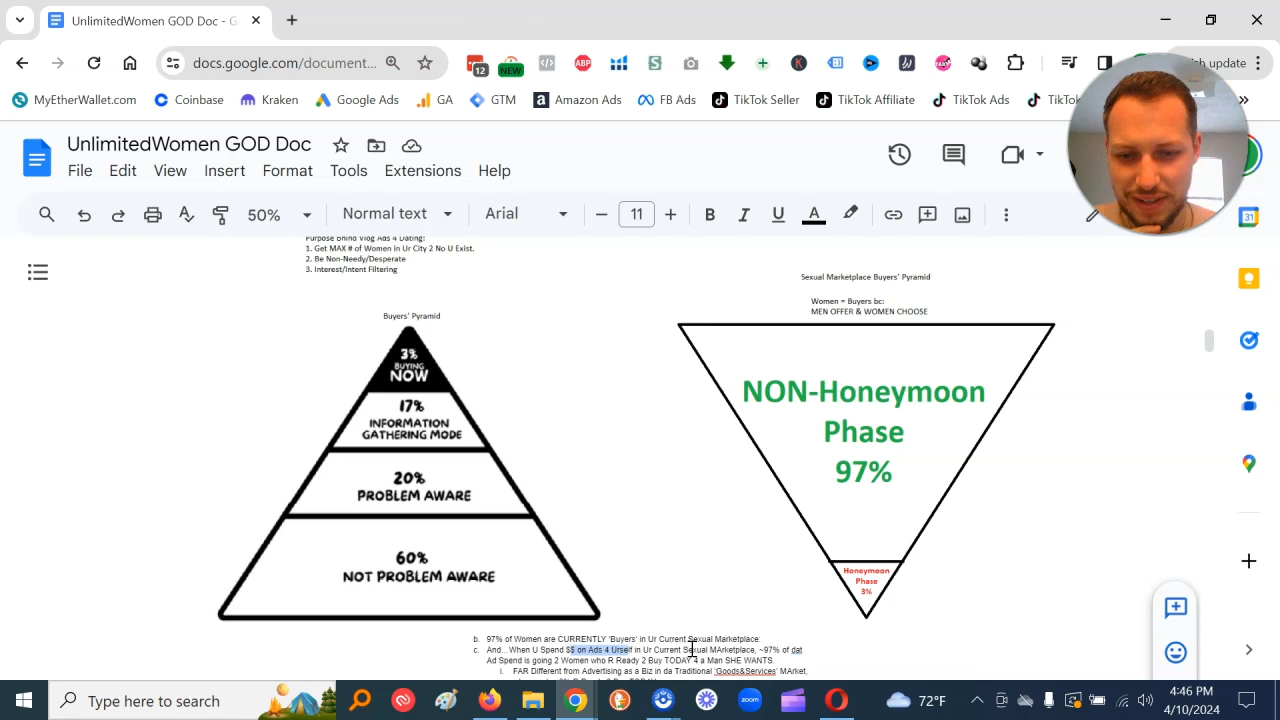 UnlimitedWomen GOD Doc - G
docs.google.com/document...
12
NEW
ABP
ch update
MyEtherWallet.com
Coinbase
Kraken
Google Ads
GA
GTM
Amazon Ads
FB Ads
TikTok Seller
TikTok Affiliate
TikTok Ads
TikTok
UnlimitedWomen GOD Doc
File Edit View Insert Format Tools Extensions Help
50%
Normal text
Arial
11
B I U A
31
Purpose Bhind Vlog Ads 4 Dating:
1. Get MAX # of Women in Ur City 2 No U Exist.
2. Be Non-Needy/Desperate
3. Interest/Intent Filtering
Sexual Marketplace Buyers' Pyramid
Women = Buyers bc:
MEN OFFER & WOMEN CHOOSE
Buyers' Pyramid
3%
BUYING
NOW
17%
INFORMATION
GATHERING MODE
20%
PROBLEM AWARE
60%
NOT PROBLEM AWARE
NON-Honeymoon
Phase
97%
Honeymoon
Phase
3%
b. 97% of Women are CURRENTLY 'Buyers' in Ur Current Sexual Marketplace:
c. And...When U Spend $$ on Ads 4 Urself in Ur Current Sexual MArketplace, ~97% of dat
Ad Spend is going 2 Women who R Ready 2 Buy TODAY 4 a Man SHE WANTS.
i. FAR Different from Advertising as a Biz in da Traditional 'Goods&Services' MArket,
Type here to search
zoom
72°F
4:46 PM
4/10/2024